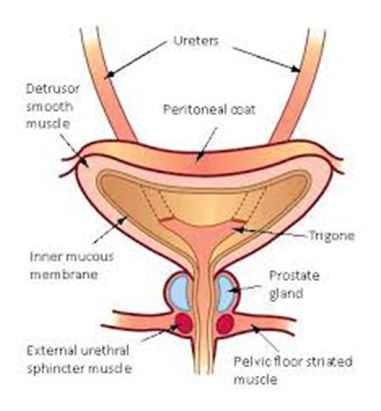 Ureters
Detrusor
smooth
muscle
Peritoneal coat
Trigone
Inner mucous
membrane
Prostate
gland
External urethral
sphincter muscle
Pelvic floor striated
muscle